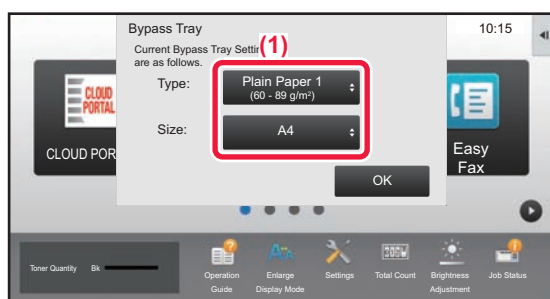 Bypass Tray
10:15
Current Bypass Tray Setti
(1)
are as follows.
Type:
Plain Paper 1
(60 - 89 g/m²)
Size:
A4
OK
CLOUD
PORTAL
CLOUD POR
Easy
Fax
Toner Quantity
Bk
Operation
Guide
Enlarge
Display Mode
Settings
Total Count
Brightness
Adjustment
Job Status